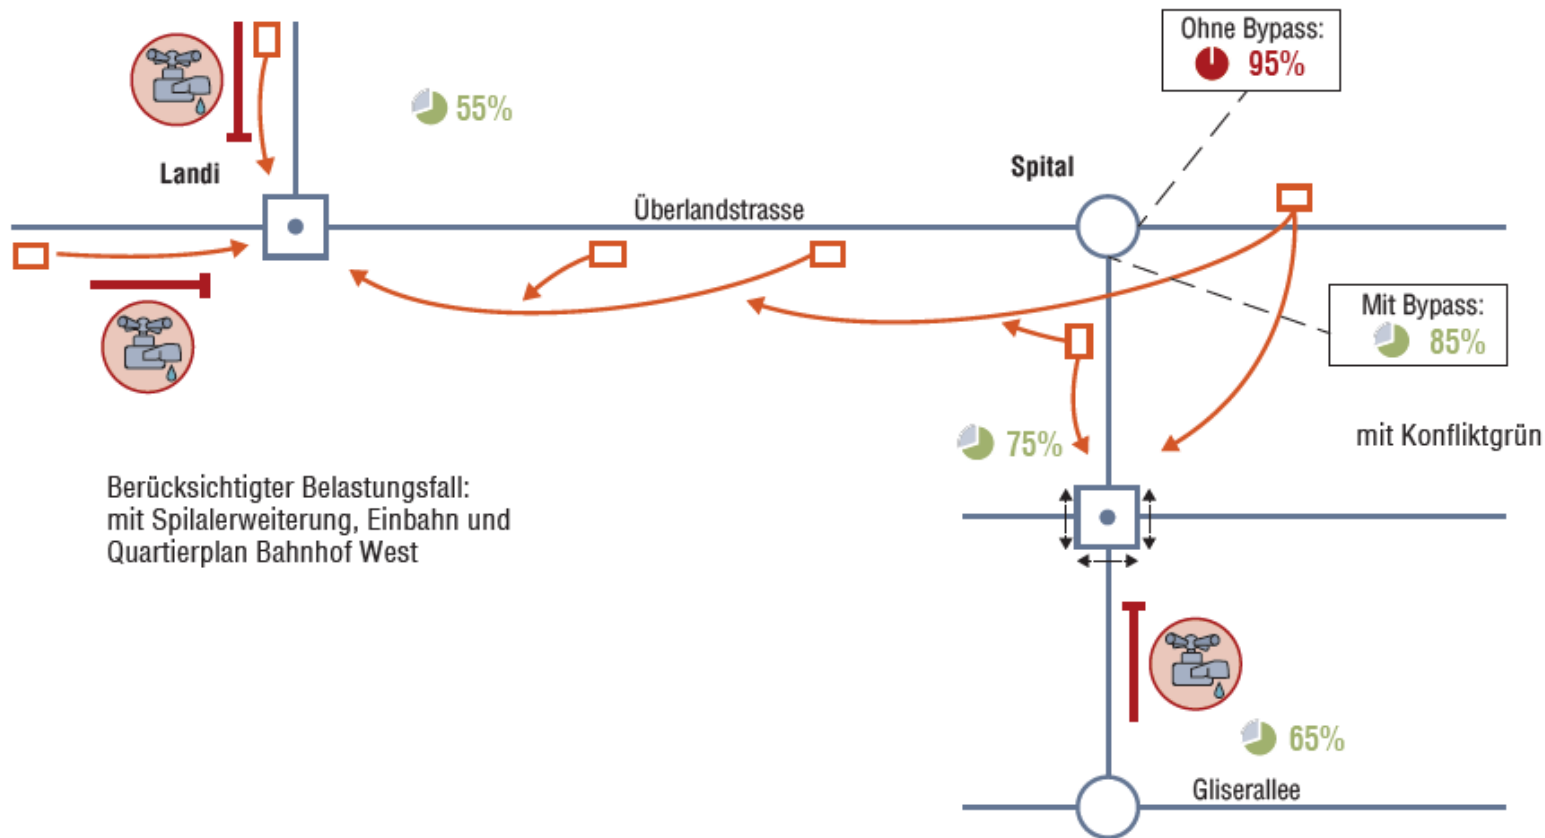 Ohne Bypass:
95%
55%
Landi
Spital
Überlandstrasse
Mit Bypass:
85%
mit Konfliktgrün
75%
Berücksichtigter Belastungsfall:
mit Spilalerweiterung, Einbahn und
Quartierplan Bahnhof West
65%
Gliserallee